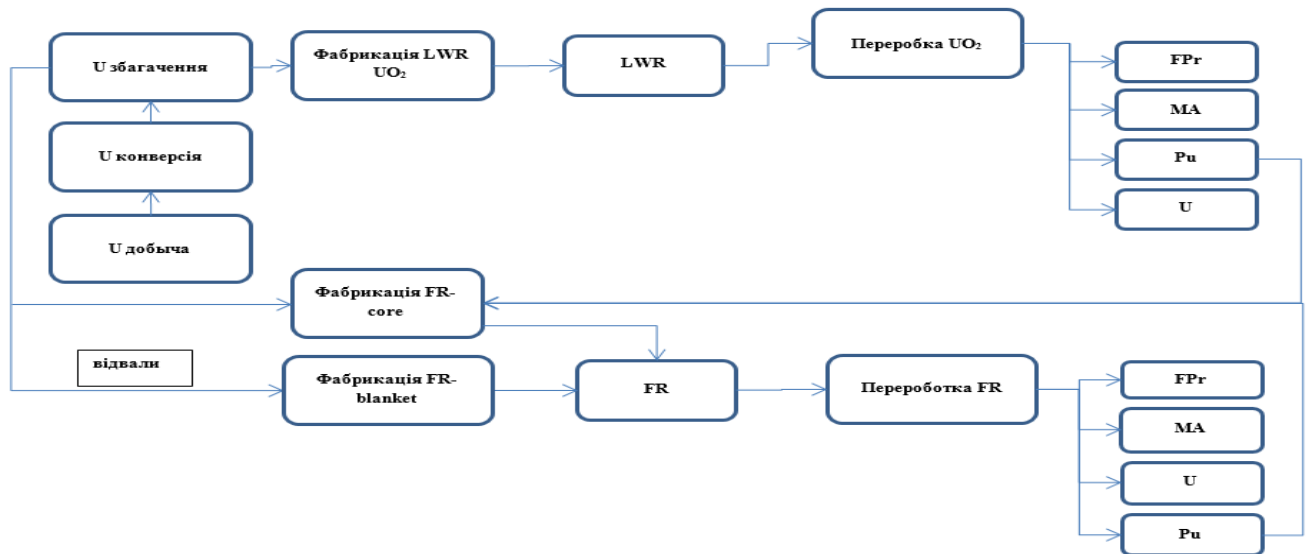 U збагачення
Фабрикація LWR
UO₂
LWR
Переробка UO₂
FPr
MA
Pu
U
U конверсія
U добыча
Фабрикація FR-
core
відвали
Фабрикація FR-
blanket
FR
Перероботка FR
FPr
MA
U
Pu